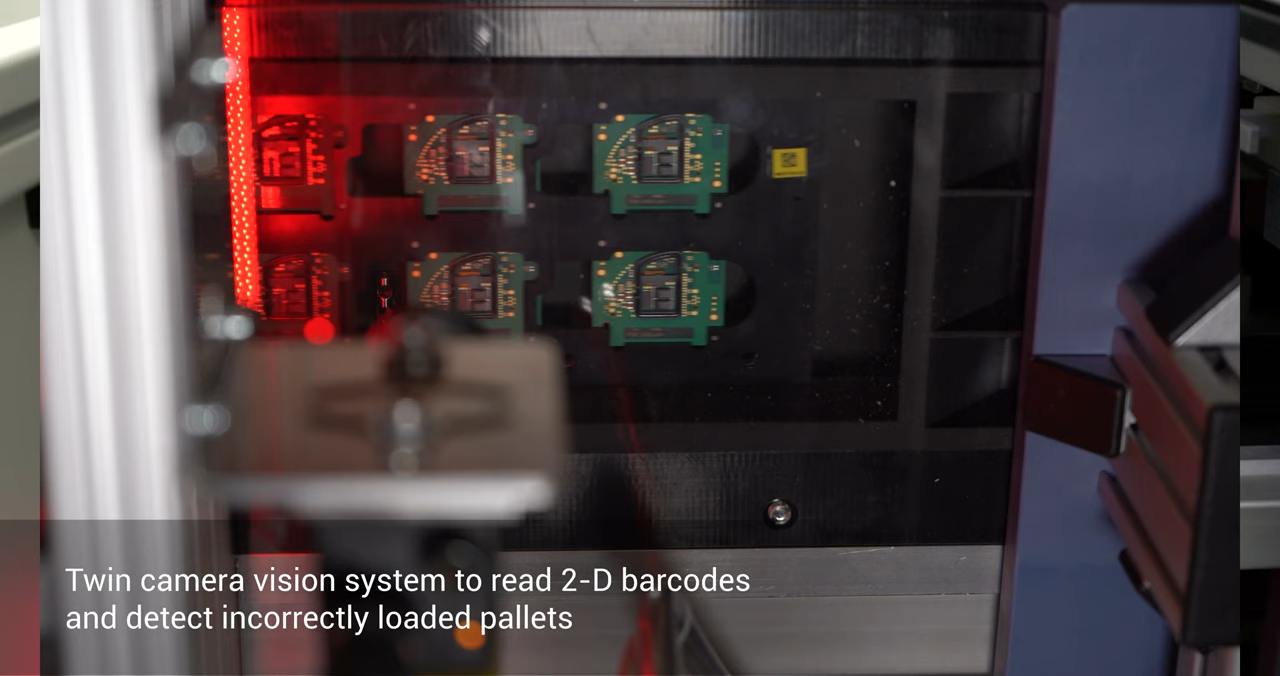 Twin camera vision system to read 2-D barcodes
and detect incorrectly loaded pallets